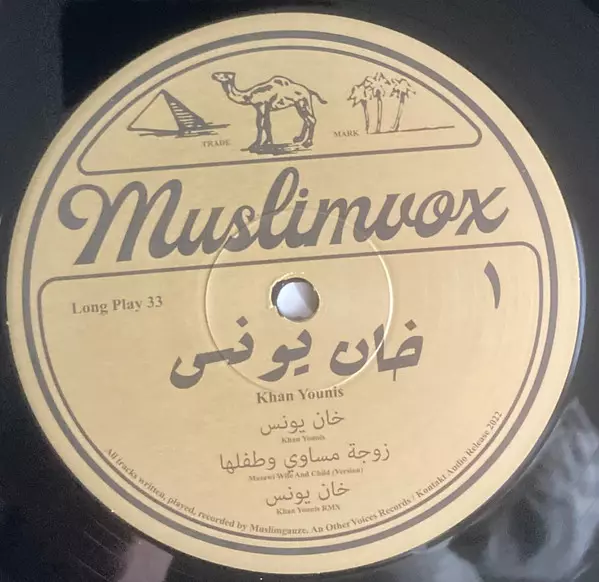 TRADE MARK
Muslimvox
Long Play 33
١
خان يونس
Khan Younis
خان يونس
Khan Younis
زوجة مساوي وطفلها
Musawi Wife And Child (Version)
خان يونس
Khan Younis RMX
All tracks written, played, recorded by Muslimgauze. An Other Voices Records / Kontakt Audio Release 2022